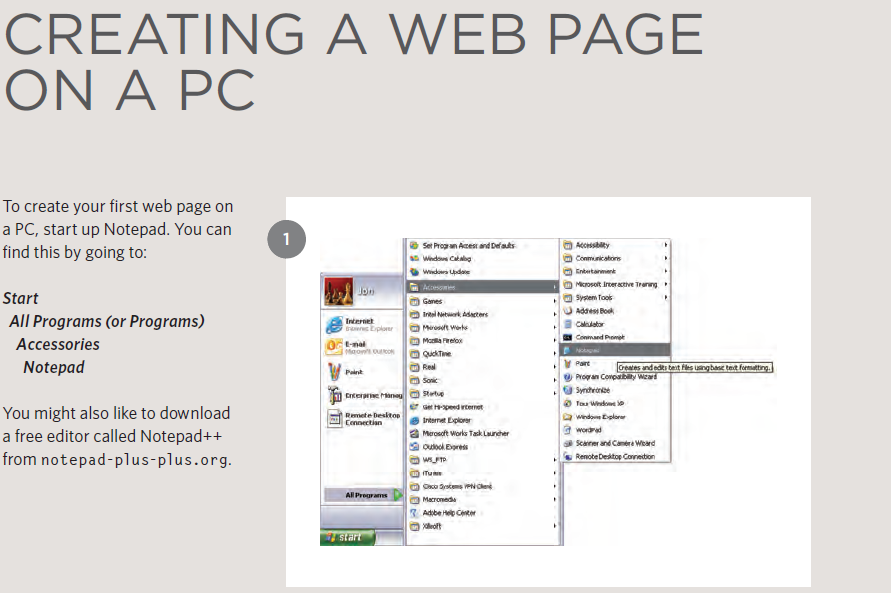 CREATING A WEB PAGE
ON A PC
To create your first web page on
a PC, start up Notepad. You can
find this by going to:
Start
All Programs (or Programs)
Accessories
Notepad
You might also like to download
a free editor called Notepad++
from notepad-plus-plus.org.
1
Jon
Internet
Internet Explorer
E-mail
Microsoft Outlook
Paint
Enterprise Manag
Remote Desktop
Connection
All Programs
start
Set Program Access and Defaults
Windows Catalog
Windows Update
Accessories
Games
Intel Network Adapters
Microsoft Works
Mozilla Firefox
QuickTime
Real
Sonic
Startup
Get Hi-Speed Internet
Internet Explorer
Microsoft Works Task Launcher
Outlook Express
WS_FTP
iTunes
Cisco Systems VPN Client
Macromedia
Adobe Help Center
Xilisoft
Accessibility
Communications
Entertainment
Microsoft Interactive Training
System Tools
Address Book
Calculator
Command Prompt
Notepad
Paint
Creates and edits text files using basic text formatting.
Program Compatibility Wizard
Synchronize
Tour Windows XP
Windows Explorer
WordPad
Scanner and Camera Wizard
Remote Desktop Connection